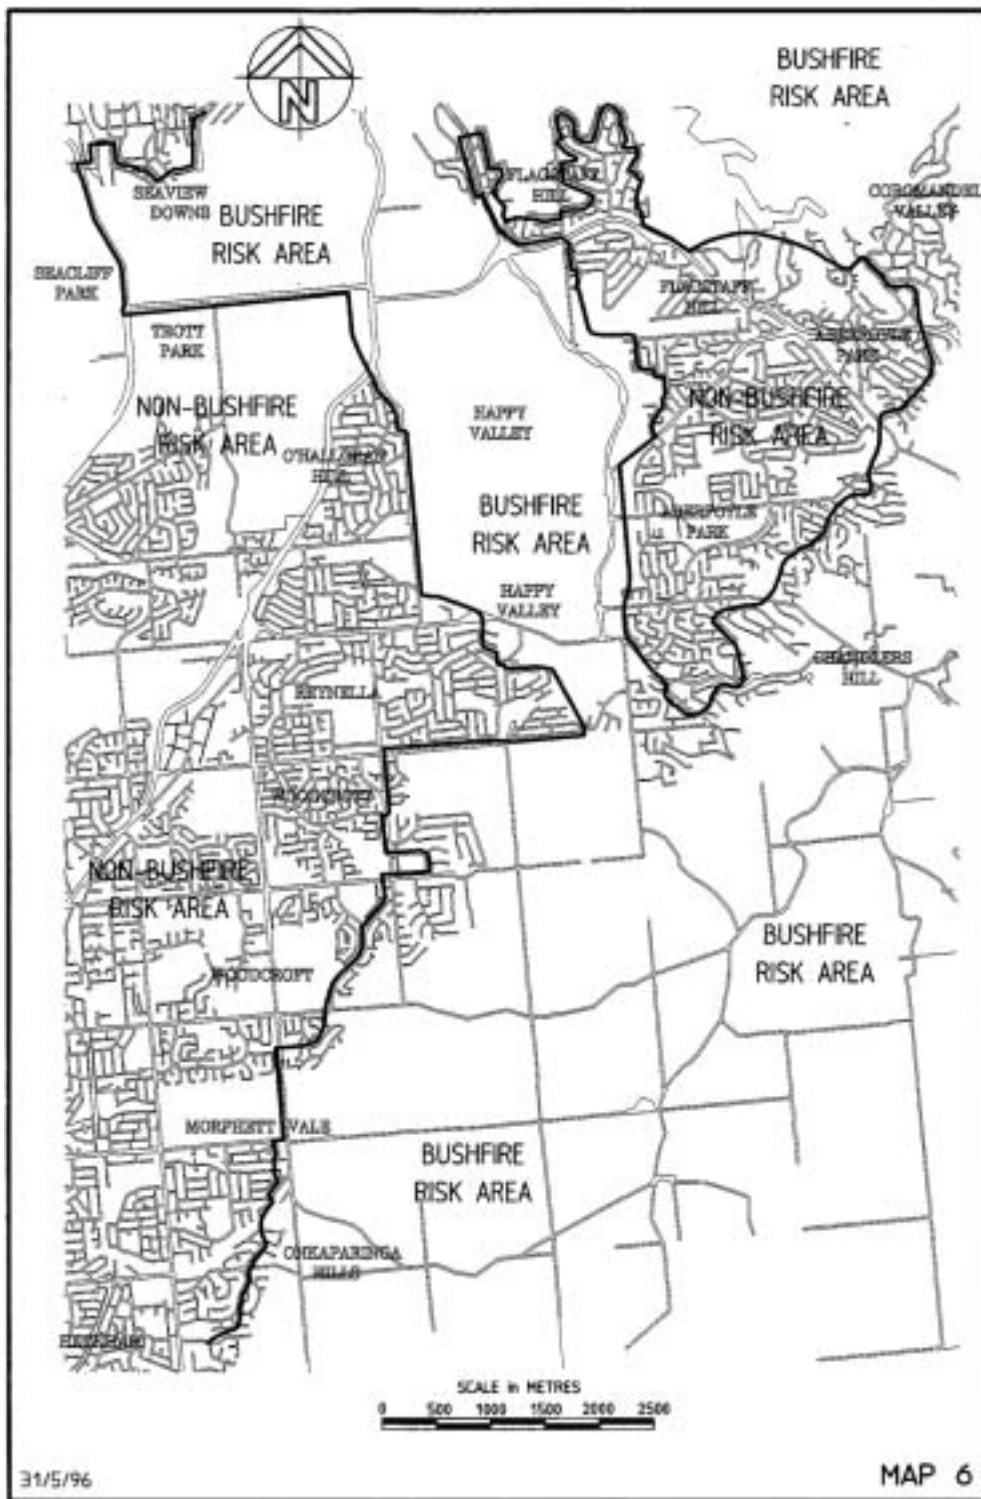 BUSHFIRE
RISK AREA
N
SEAVIEW
DOWNS
FLAGSTAFF
HILL
COROMANDEL
VALLEY
BUSHFIRE
RISK AREA
SEACLIFF
PARK
FLAGSTAFF
HILL
TROTT
PARK
ABERFOYLE
PARK
NON-BUSHFIRE
RISK AREA
NON-BUSHFIRE
RISK AREA
HAPPY
VALLEY
O'HALLORAN
HILL
BUSHFIRE
RISK AREA
ABERFOYLE
PARK
HAPPY
VALLEY
CHANDLERS
HILL
REYNELLA
WOODCROFT
NON-BUSHFIRE
RISK AREA
BUSHFIRE
RISK AREA
WOODCROFT
MORPHETT VALE
BUSHFIRE
RISK AREA
ONKAPARINGA
HILLS
HACKHAM
SCALE in METRES
0 500 1000 1500 2000 2500
31/5/96
MAP 6